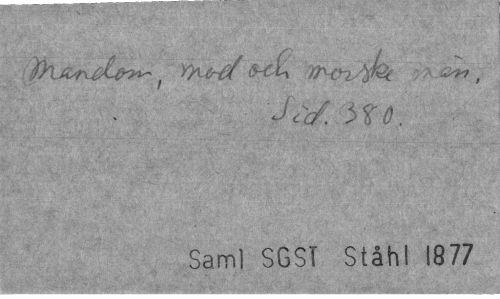 Mandom, mod och morske män.
Sid. 380.
Saml SGST Ståhl 1877